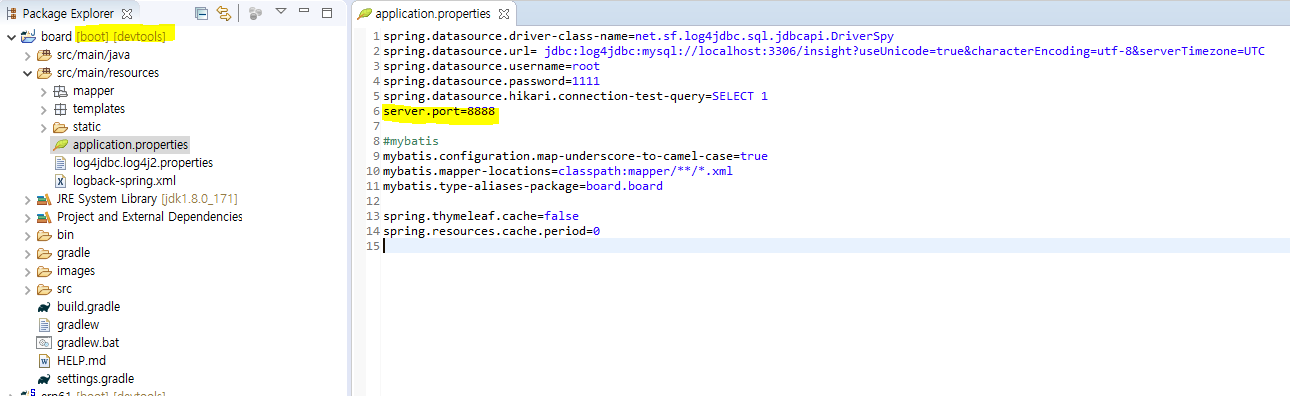 Package Explorer
board [boot] [devtools]
src/main/java
src/main/resources
mapper
templates
static
application.properties
log4jdbc.log4j2.properties
logback-spring.xml
JRE System Library [jdk1.8.0_171]
Project and External Dependencies
bin
gradle
images
src
build.gradle
gradlew
gradlew.bat
HELP.md
settings.gradle
application.properties
1 spring.datasource.driver-class-name=net.sf.log4jdbc.sql.jdbcapi.DriverSpy
2 spring.datasource.url= jdbc:log4jdbc:mysql://localhost:3306/insight?useUnicode=true&characterEncoding=utf-8&serverTimezone=UTC
3 spring.datasource.username=root
4 spring.datasource.password=1111
5 spring.datasource.hikari.connection-test-query=SELECT 1
6 server.port=8888
7
8 #mybatis
9 mybatis.configuration.map-underscore-to-camel-case=true
10 mybatis.mapper-locations=classpath:mapper/**/*.xml
11 mybatis.type-aliases-package=board.board
12
13 spring.thymeleaf.cache=false
14 spring.resources.cache.period=0
15